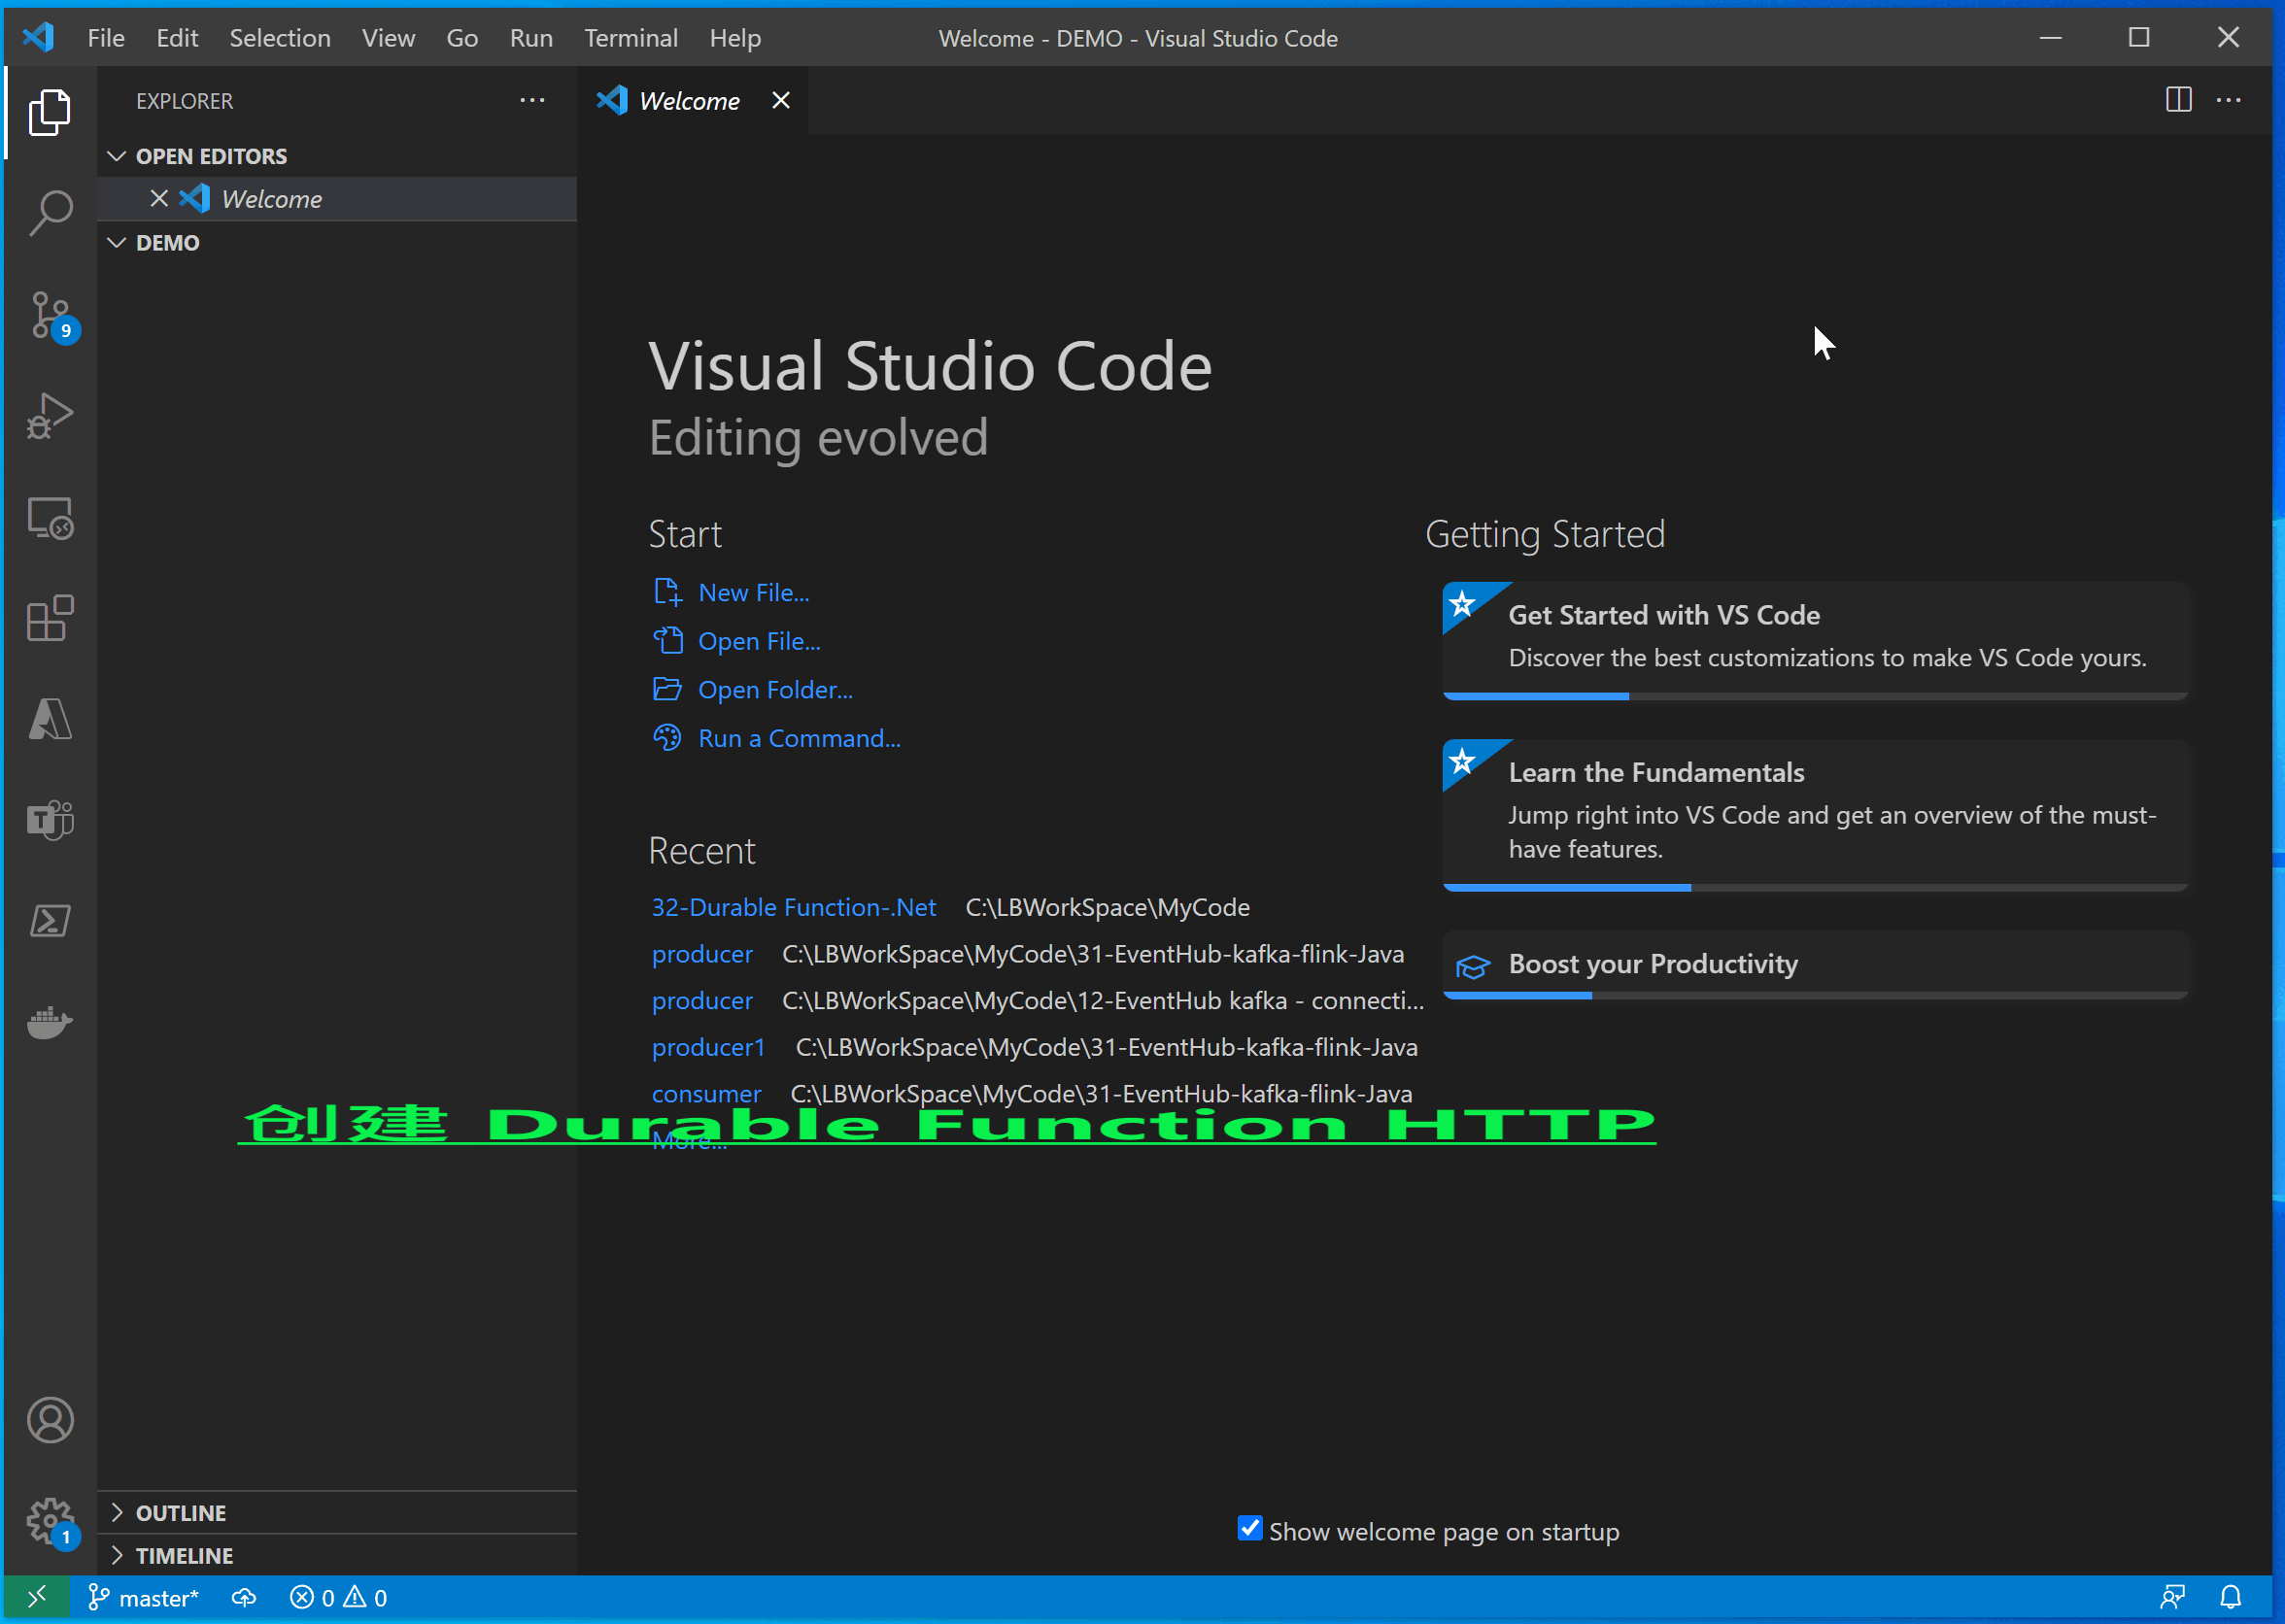 File Edit Selection View Go Run Terminal Help
Welcome - DEMO - Visual Studio Code
EXPLORER
OPEN EDITORS
Welcome
DEMO
9
OUTLINE
TIMELINE
1
Welcome
Visual Studio Code
Editing evolved
Start
New File...
Open File...
Open Folder...
Run a Command...
Recent
32-Durable Function-.Net C:\LBWorkSpace\MyCode
producer C:\LBWorkSpace\MyCode\31-EventHub-kafka-flink-Java
producer C:\LBWorkSpace\MyCode\12-EventHub kafka - connecti...
producer1 C:\LBWorkSpace\MyCode\31-EventHub-kafka-flink-Java
consumer C:\LBWorkSpace\MyCode\31-EventHub-kafka-flink-Java
More...
创建 Durable Function HTTP
Getting Started
Get Started with VS Code
Discover the best customizations to make VS Code yours.
Learn the Fundamentals
Jump right into VS Code and get an overview of the must-
have features.
Boost your Productivity
Show welcome page on startup
master* 0 0